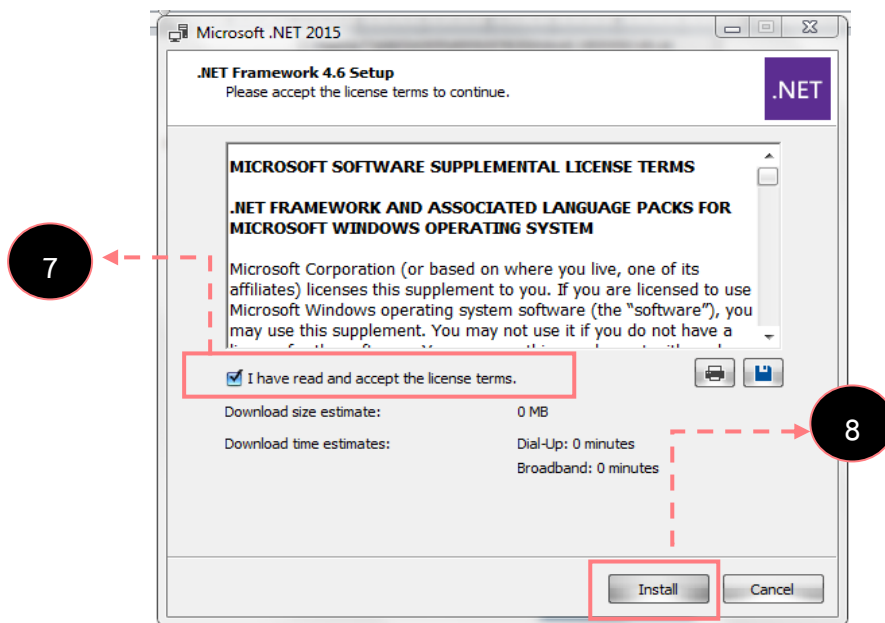 Microsoft .NET 2015
.NET Framework 4.6 Setup
Please accept the license terms to continue.
.NET
MICROSOFT SOFTWARE SUPPLEMENTAL LICENSE TERMS
.NET FRAMEWORK AND ASSOCIATED LANGUAGE PACKS FOR
MICROSOFT WINDOWS OPERATING SYSTEM
Microsoft Corporation (or based on where you live, one of its
affiliates) licenses this supplement to you. If you are licensed to use
Microsoft Windows operating system software (the “software”), you
may use this supplement. You may not use it if you do not have a
7
I have read and accept the license terms.
Download size estimate: 0 MB
Download time estimates: Dial-Up: 0 minutes
Broadband: 0 minutes
8
Install Cancel